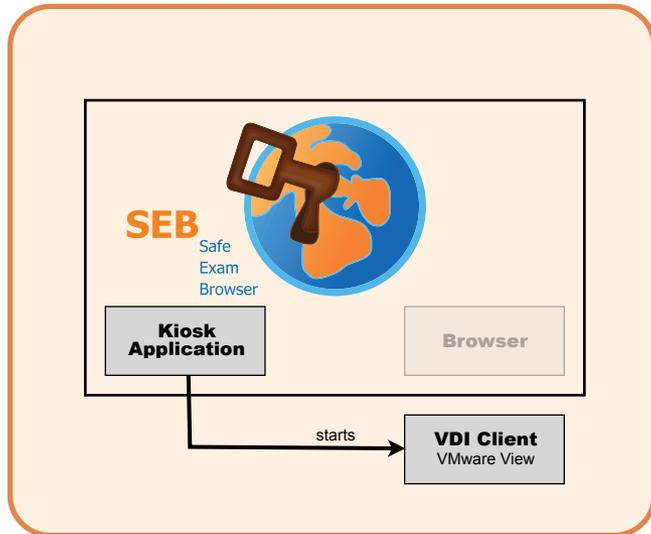 SEB
Safe
Exam
Browser
Kiosk
Application
Browser
starts
VDI Client
VMware View